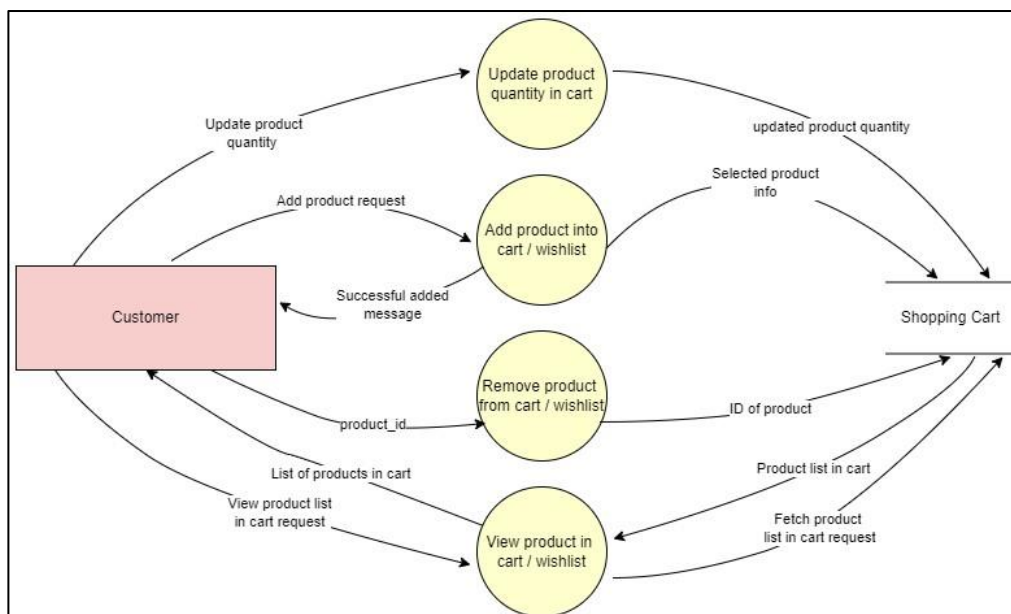 Update product
quantity in cart
Update product
quantity
updated product quantity
Selected product
info
Add product request
Add product into
cart / wishlist
Successful added
message
Customer
Shopping Cart
Remove product
from cart / wishlist
product_id
ID of product
List of products in cart
Product list in cart
View product list
in cart request
Fetch product
list in cart request
View product in
cart / wishlist